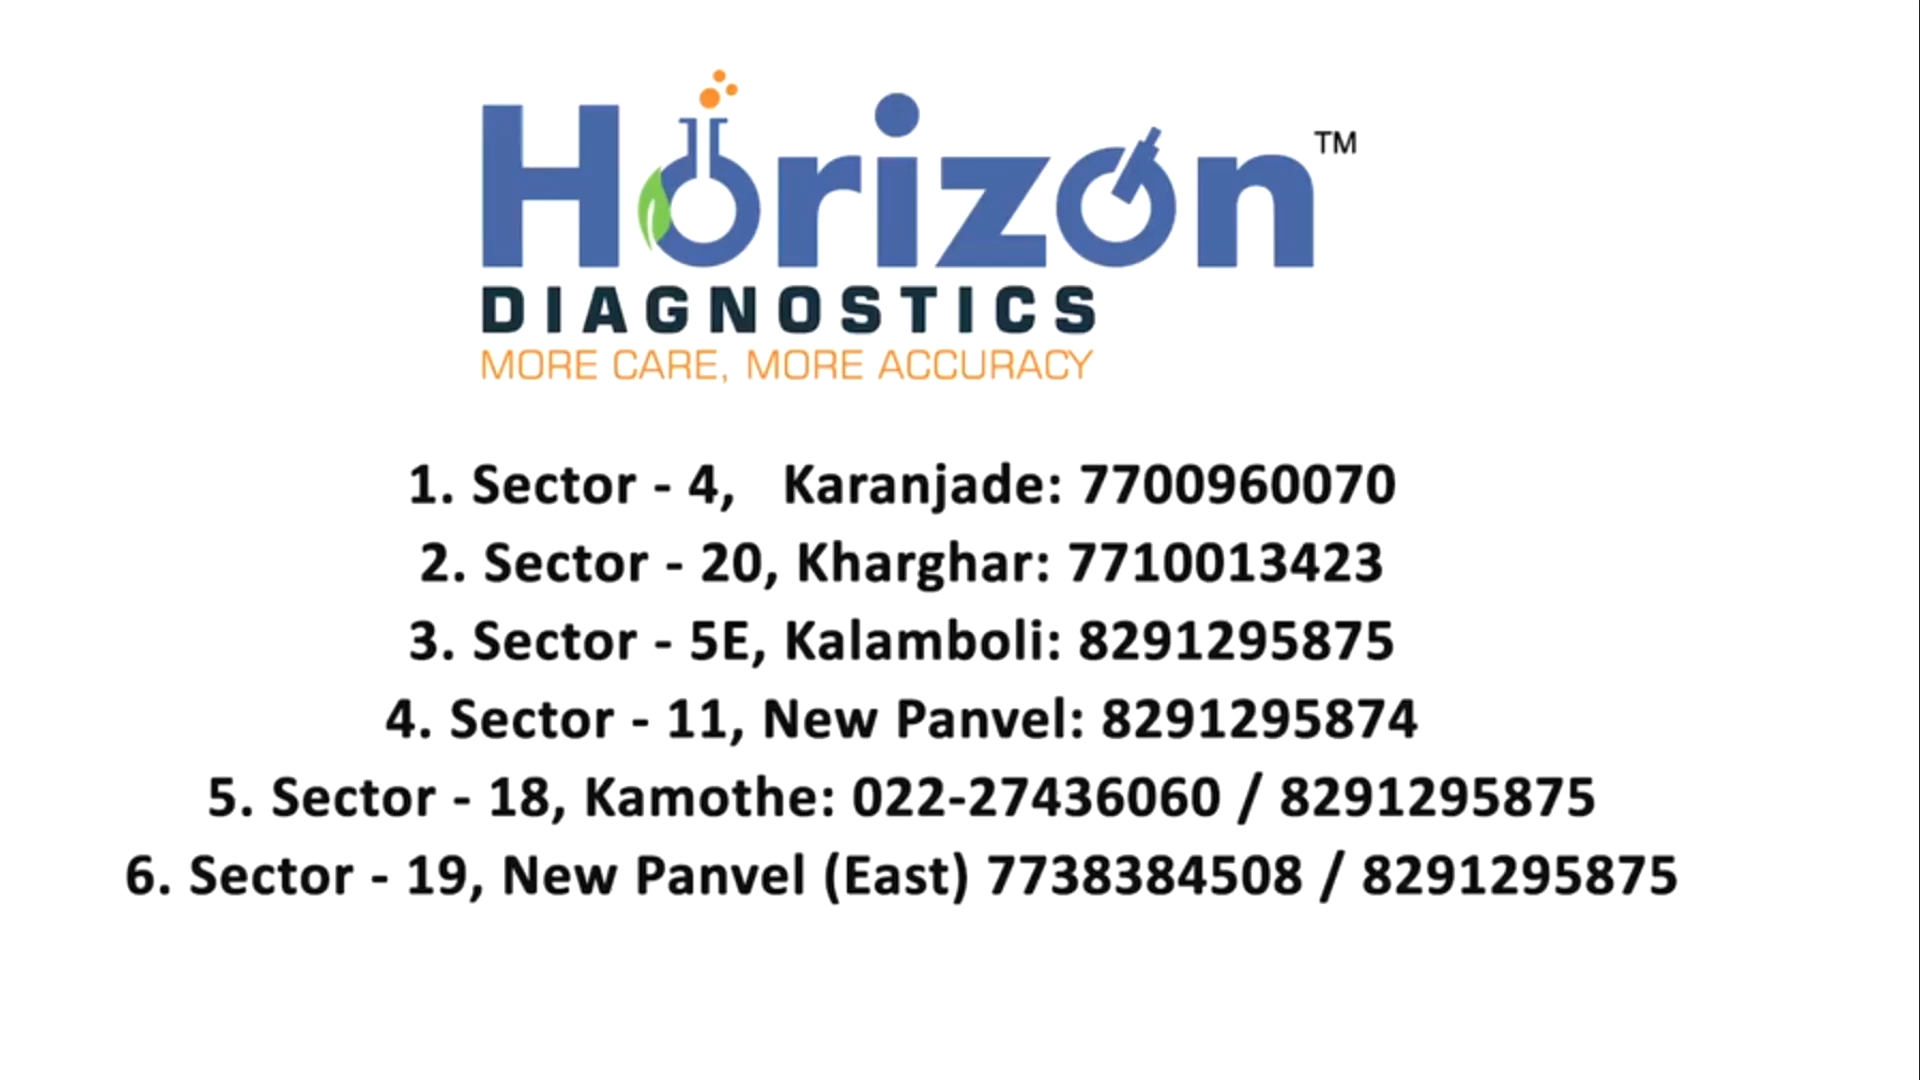 Horizon™
DIAGNOSTICS
MORE CARE, MORE ACCURACY
1. Sector - 4, Karanjade: 7700960070
2. Sector - 20, Kharghar: 7710013423
3. Sector - 5E, Kalamboli: 8291295875
4. Sector - 11, New Panvel: 8291295874
5. Sector - 18, Kamothe: 022-27436060 / 8291295875
6. Sector - 19, New Panvel (East) 7738384508 / 8291295875